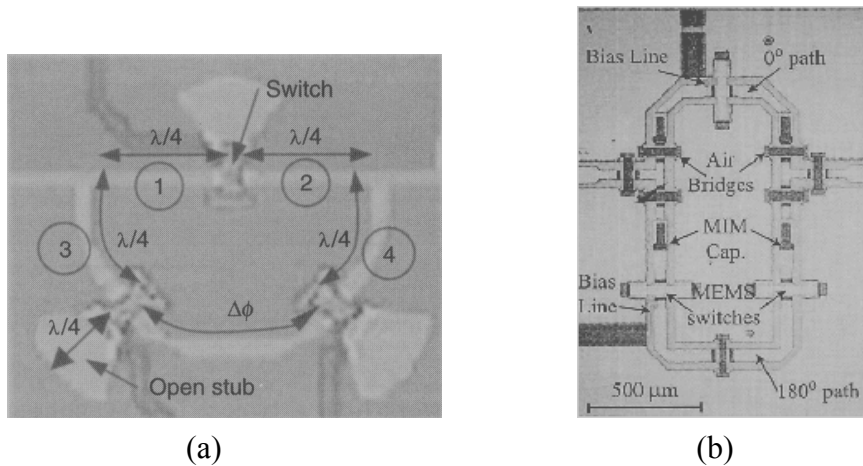 Switch
λ/4
λ/4
1
2
3
λ/4
λ/4
4
Δϕ
λ/4
Open stub
(a)
Bias Line
0° path
Air
Bridges
MIM
Cap.
Bias
Line
MEMS
switches
500 µm
180° path
(b)